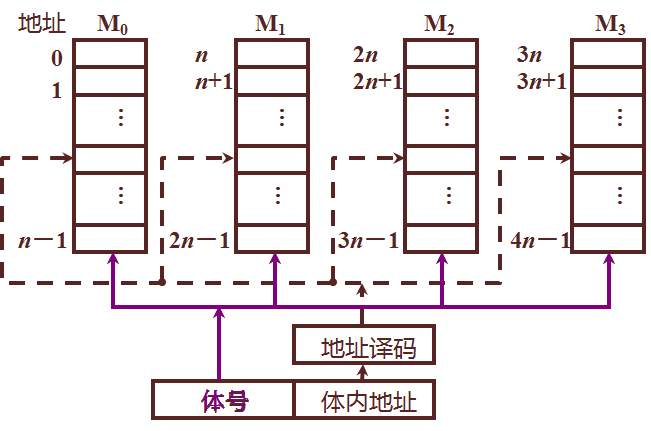 地址 M₀ M₁ M₂ M₃
0 n 2n 3n
1 n+1 2n+1 3n+1
⋮ ⋮ ⋮ ⋮
⋮ ⋮ ⋮ ⋮
n－1 2n－1 3n－1 4n－1
地址译码
体号 体内地址